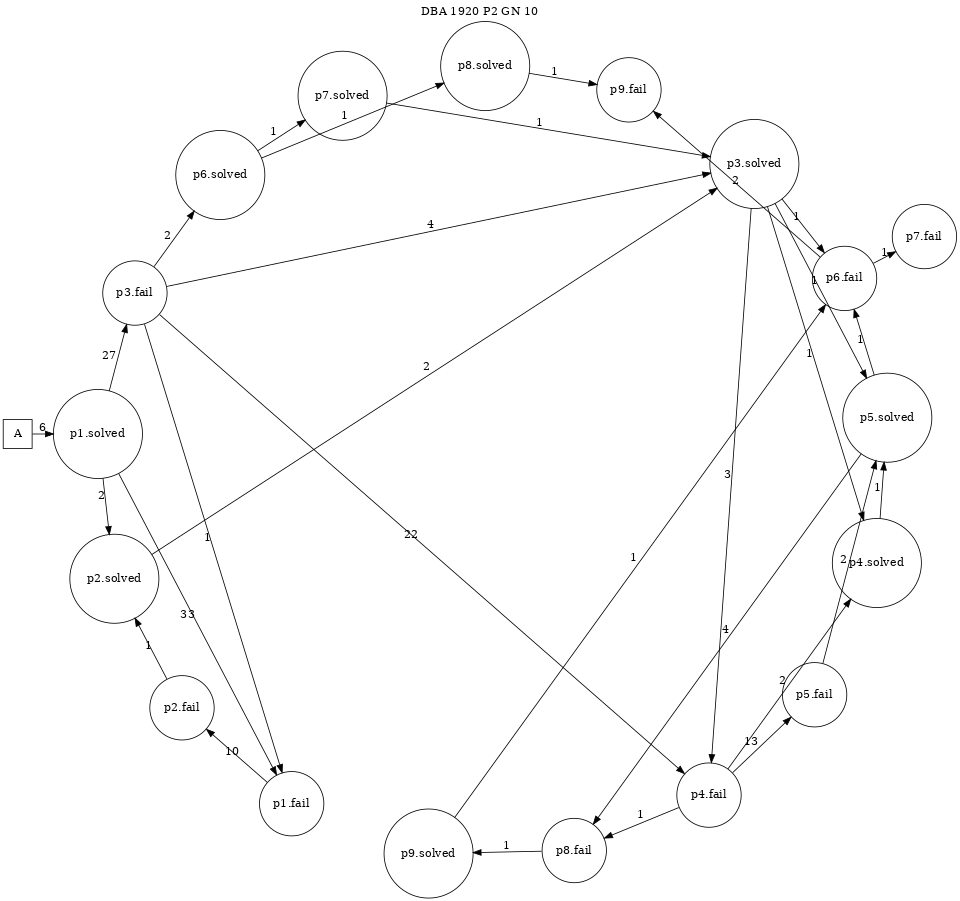 DBA 1920 P2 GN 10
p8.solved
1
p9.fail
p7.solved
1
1
1
p3.solved
p6.solved
2
1
p7.fail
2
4
1
p6.fail
1
p3.fail
27
2
1
1
p5.solved
A
6
p1.solved
3
1
2
22
1
1
2
p4.solved
p2.solved
33
4
1
2
p5.fail
p2.fail
10
13
p4.fail
p1.fail
1
1
p8.fail
p9.solved